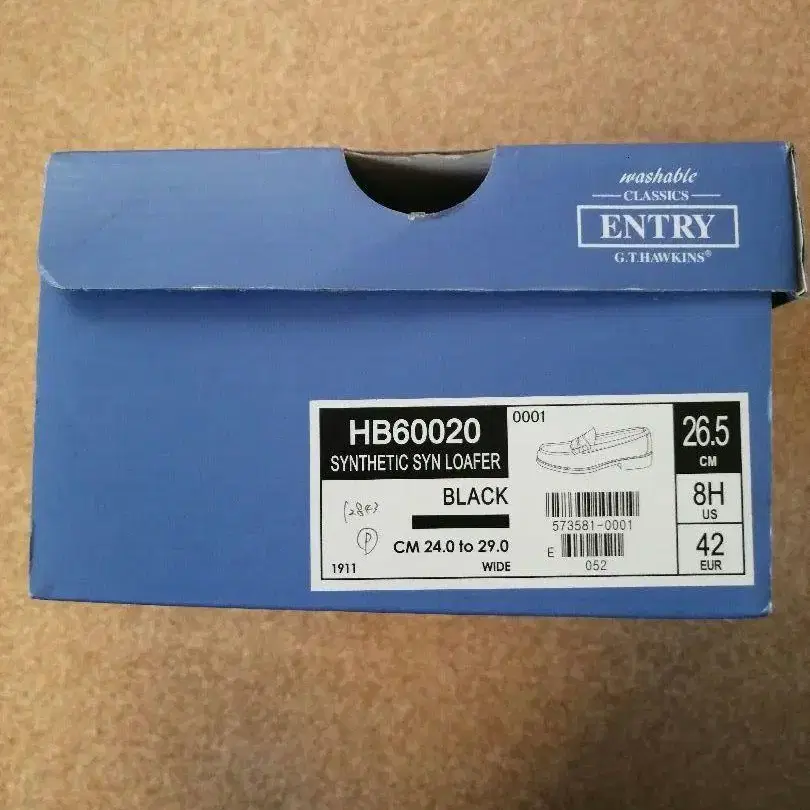 washable
CLASSICS
ENTRY
G.T.HAWKINS®
HB60020
SYNTHETIC SYN LOAFER
0001
26.5
CM
BLACK
8H
US
573581-0001
P
CM 24.0 to 29.0
E
42
EUR
1911
WIDE
052